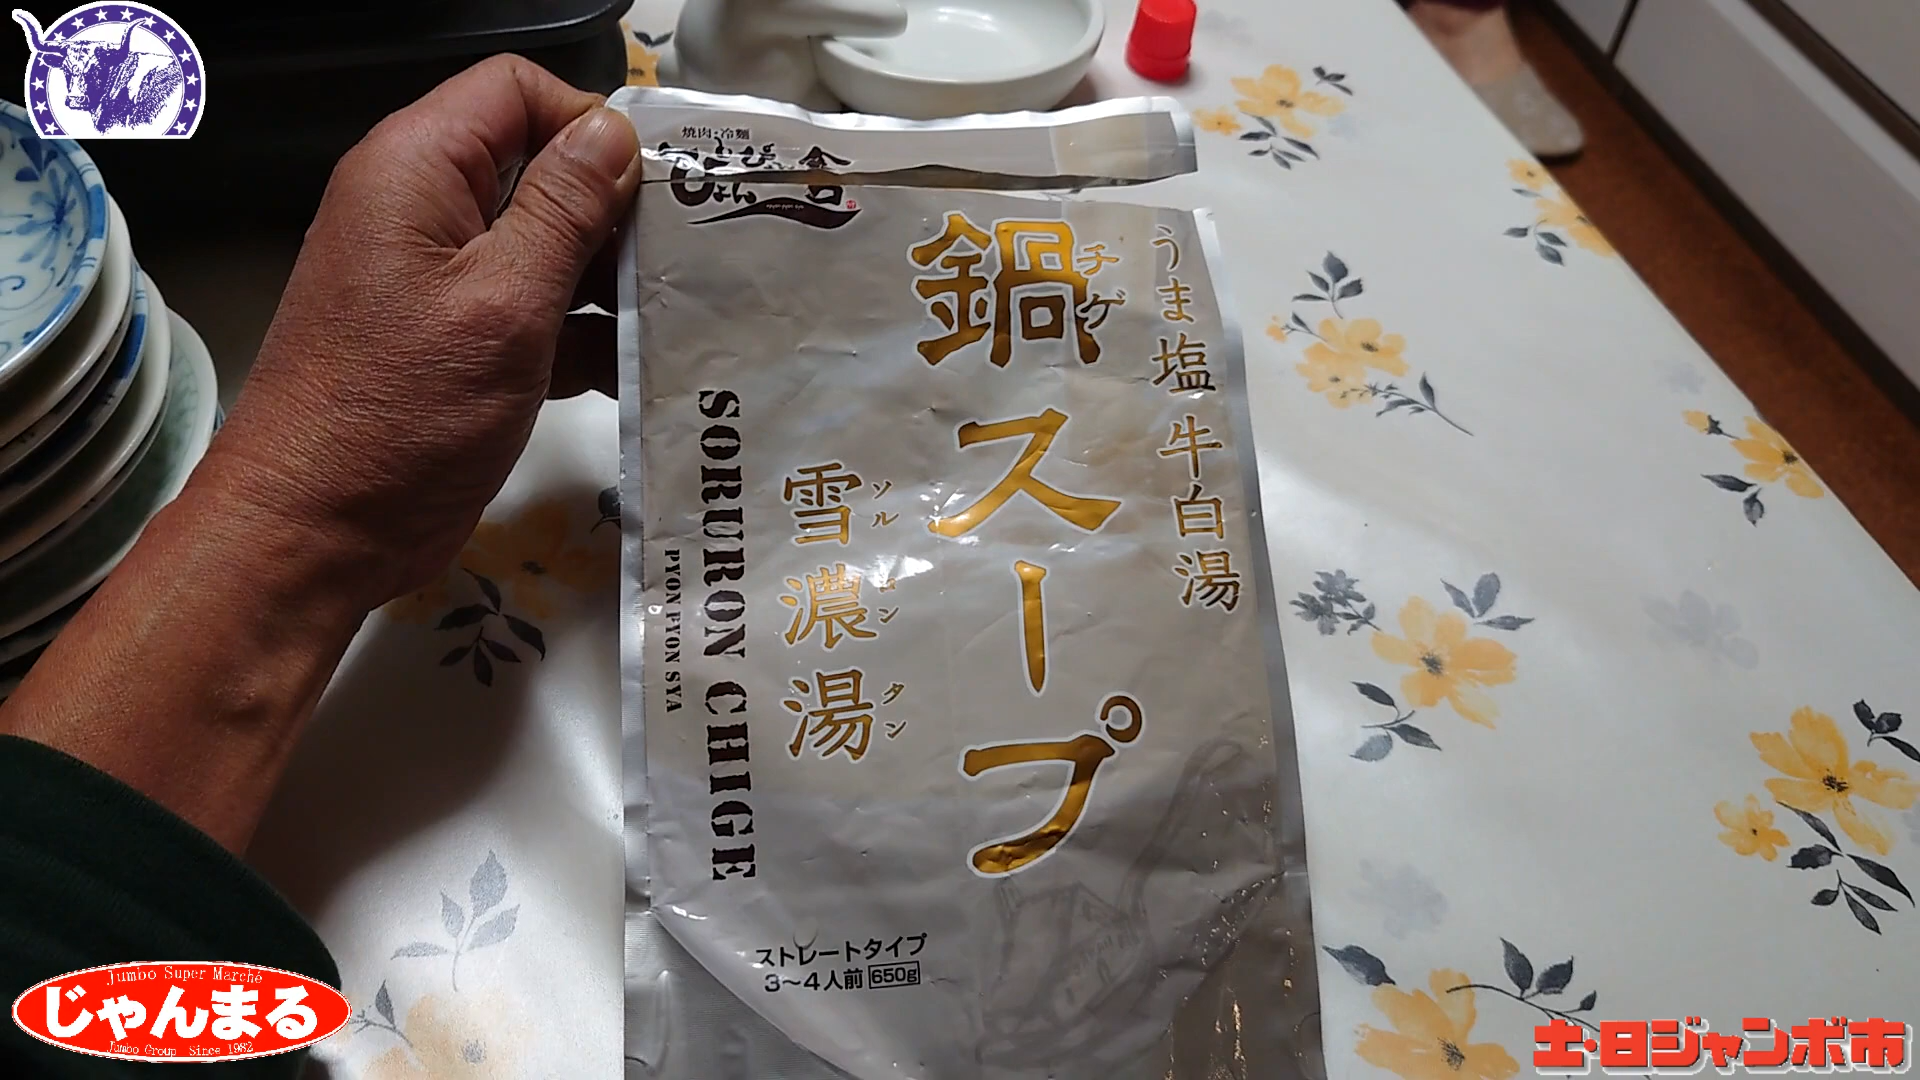 焼肉・冷麺
ぴょんぴょん舎
うま塩 牛白湯
鍋スープ
チゲ
雪濃湯
ソルロンタン
SORURON CHIGE
PYON PYON SYA
ストレートタイプ
3〜4人前 650g
Jumbo Super Marché
じゃんまる
Jumbo Group Since 1982
土・日ジャンボ市